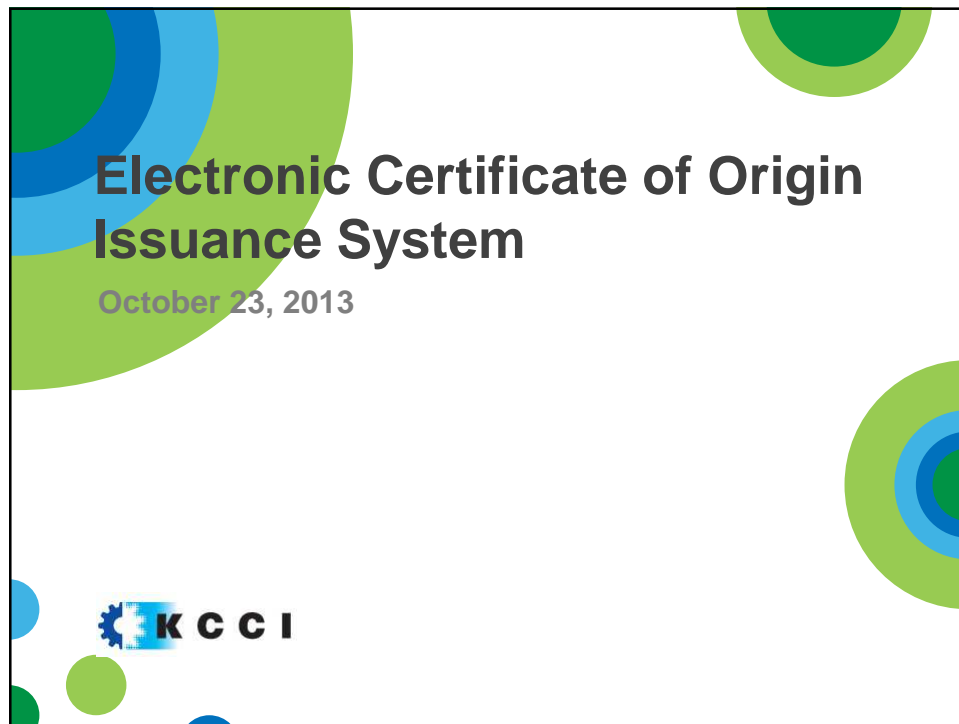 Electronic Certificate of Origin
Issuance System
October 23, 2013
KCCI